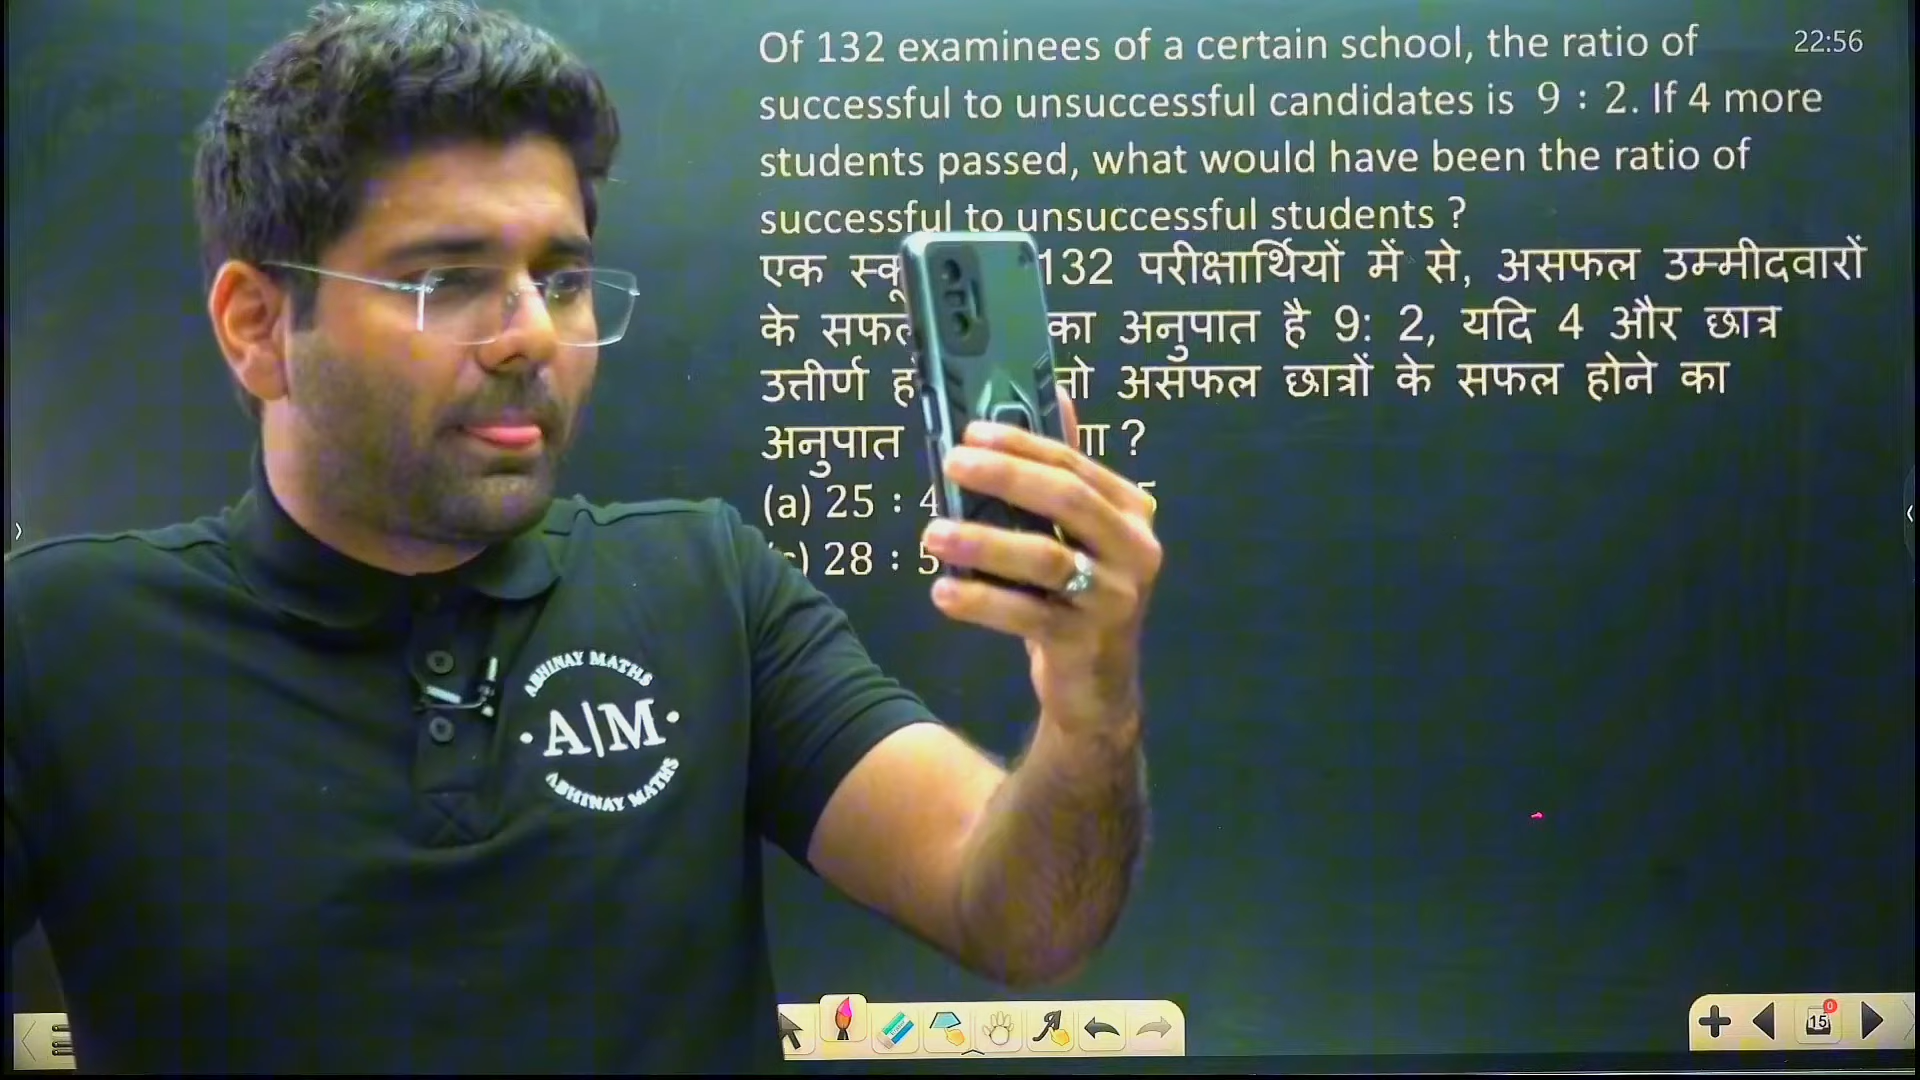 Of 132 examinees of a certain school, the ratio of
22:56
successful to unsuccessful candidates is 9 : 2. If 4 more
students passed, what would have been the ratio of
successful to unsuccessful students ?
एक 132 परीक्षार्थियों में से, असफल उम्मीदवारों
के का अनुपात है 9: 2, यदि 4 और छात्र
उत्तीर्ण असफल छात्रों के सफल होने का
अनुपात ?
(a) 25 : 4
28 : 5
ABHINAY MATHS
A|M
ABHINAY MATHS
15
0